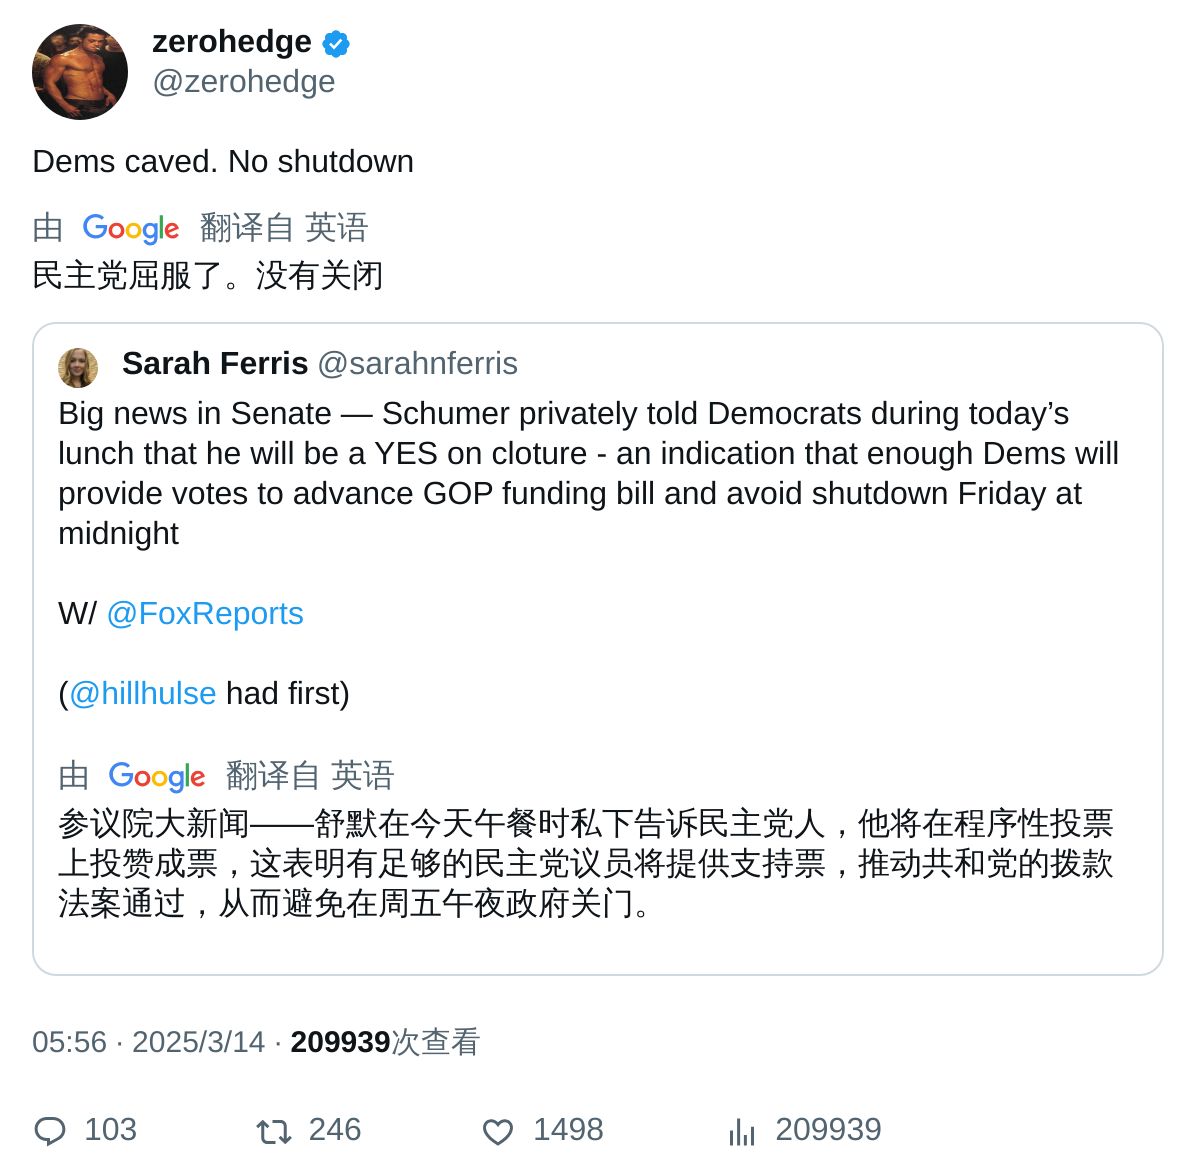 zerohedge
@zerohedge
Dems caved. No shutdown
由 Google 翻译自 英语
民主党屈服了。没有关闭
Sarah Ferris @sarahnferris
Big news in Senate — Schumer privately told Democrats during today’s
lunch that he will be a YES on cloture - an indication that enough Dems will
provide votes to advance GOP funding bill and avoid shutdown Friday at
midnight
W/ @FoxReports
(@hillhulse had first)
由 Google 翻译自 英语
参议院大新闻——舒默在今天午餐时私下告诉民主党人，他将在程序性投票
上投赞成票，这表明有足够的民主党议员将提供支持票，推动共和党的拨款
法案通过，从而避免在周五午夜政府关门。
05:56 · 2025/3/14 · 209939次查看
103 246 1498 209939